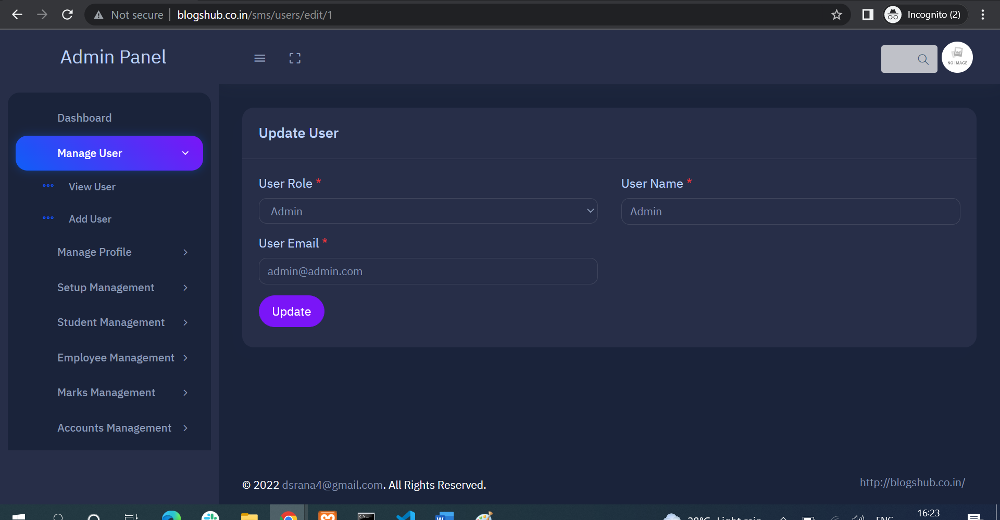 Not secure | blogshub.co.in/sms/users/edit/1
Incognito (2)
Admin Panel
NO IMAGE
Dashboard
Manage User
View User
Add User
Manage Profile
Setup Management
Student Management
Employee Management
Marks Management
Accounts Management
Update User
User Role *
Admin
User Name *
Admin
User Email *
admin@admin.com
Update
© 2022 dsrana4@gmail.com. All Rights Reserved.
http://blogshub.co.in/
28°C Light rain
ENG
16:23